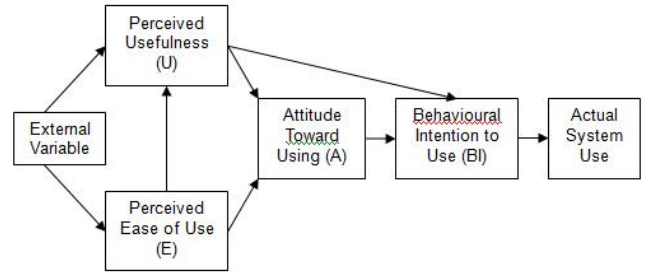 Perceived
Usefulness
(U)
External
Variable
Perceived
Ease of Use
(E)
Attitude
Toward
Using (A)
Behavioural
Intention to
Use (BI)
Actual
System
Use